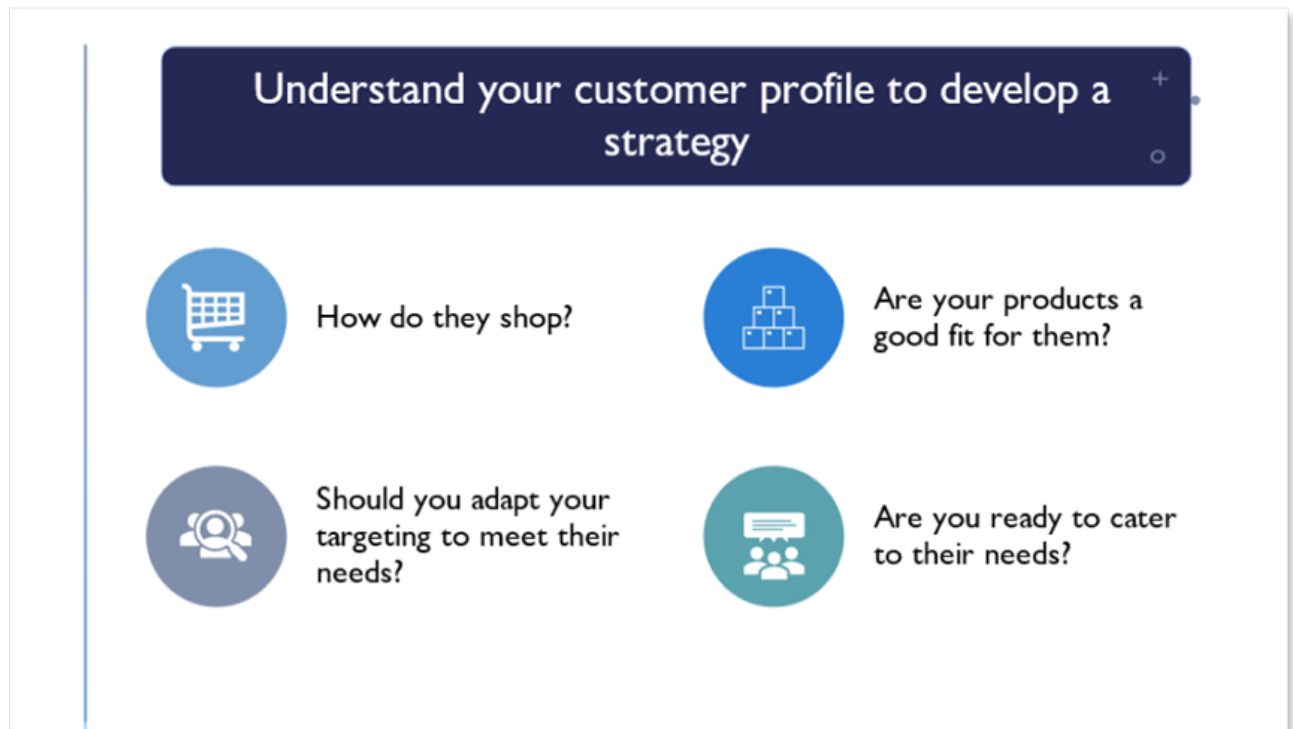 Understand your customer profile to develop a
strategy
How do they shop?
Are your products a
good fit for them?
Should you adapt your
targeting to meet their
needs?
Are you ready to cater
to their needs?